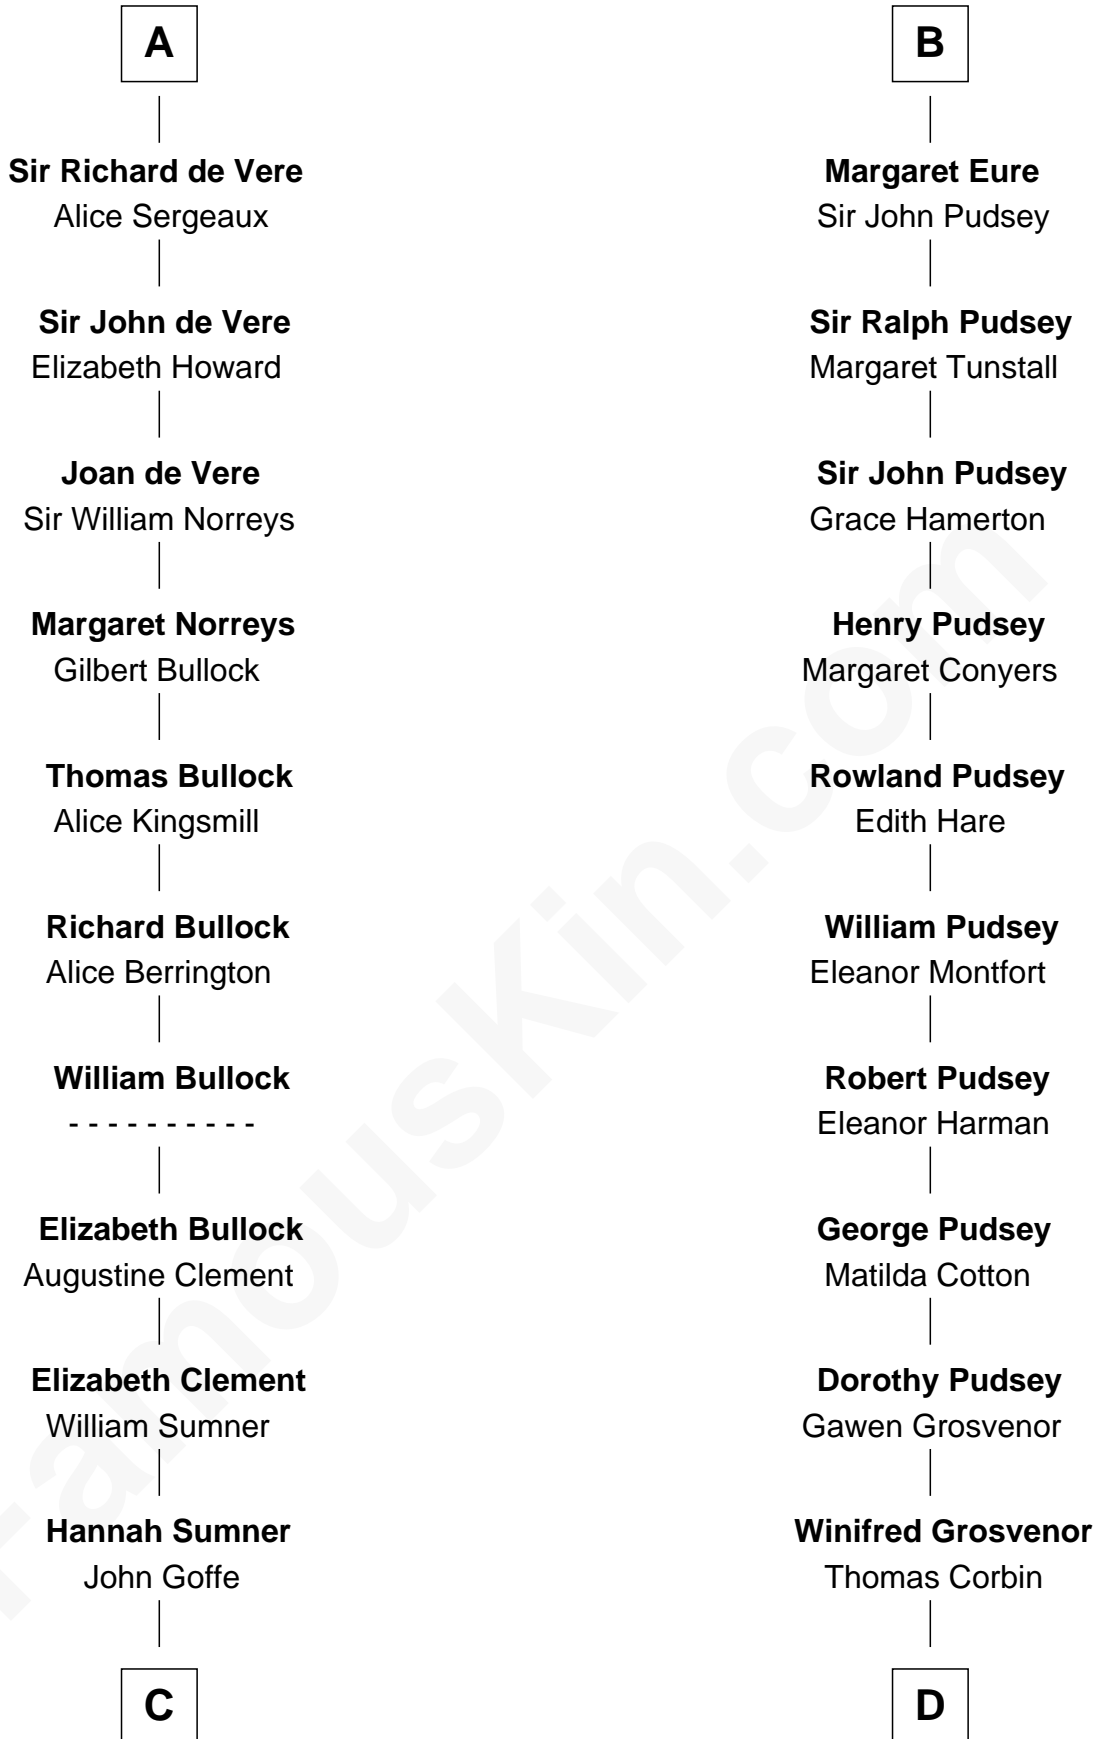 A
Sir Richard de Vere
Alice Sergeaux
Sir John de Vere
Elizabeth Howard
Joan de Vere
Sir William Norreys
Margaret Norreys
Gilbert Bullock
Thomas Bullock
Alice Kingsmill
Richard Bullock
Alice Berrington
William Bullock
- - - - - - - - - -
Elizabeth Bullock
Augustine Clement
Elizabeth Clement
William Sumner
Hannah Sumner
John Goffe
C
B
Margaret Eure
Sir John Pudsey
Sir Ralph Pudsey
Margaret Tunstall
Sir John Pudsey
Grace Hamerton
Henry Pudsey
Margaret Conyers
Rowland Pudsey
Edith Hare
William Pudsey
Eleanor Montfort
Robert Pudsey
Eleanor Harman
George Pudsey
Matilda Cotton
Dorothy Pudsey
Gawen Grosvenor
Winifred Grosvenor
Thomas Corbin
D
FamousKin.com